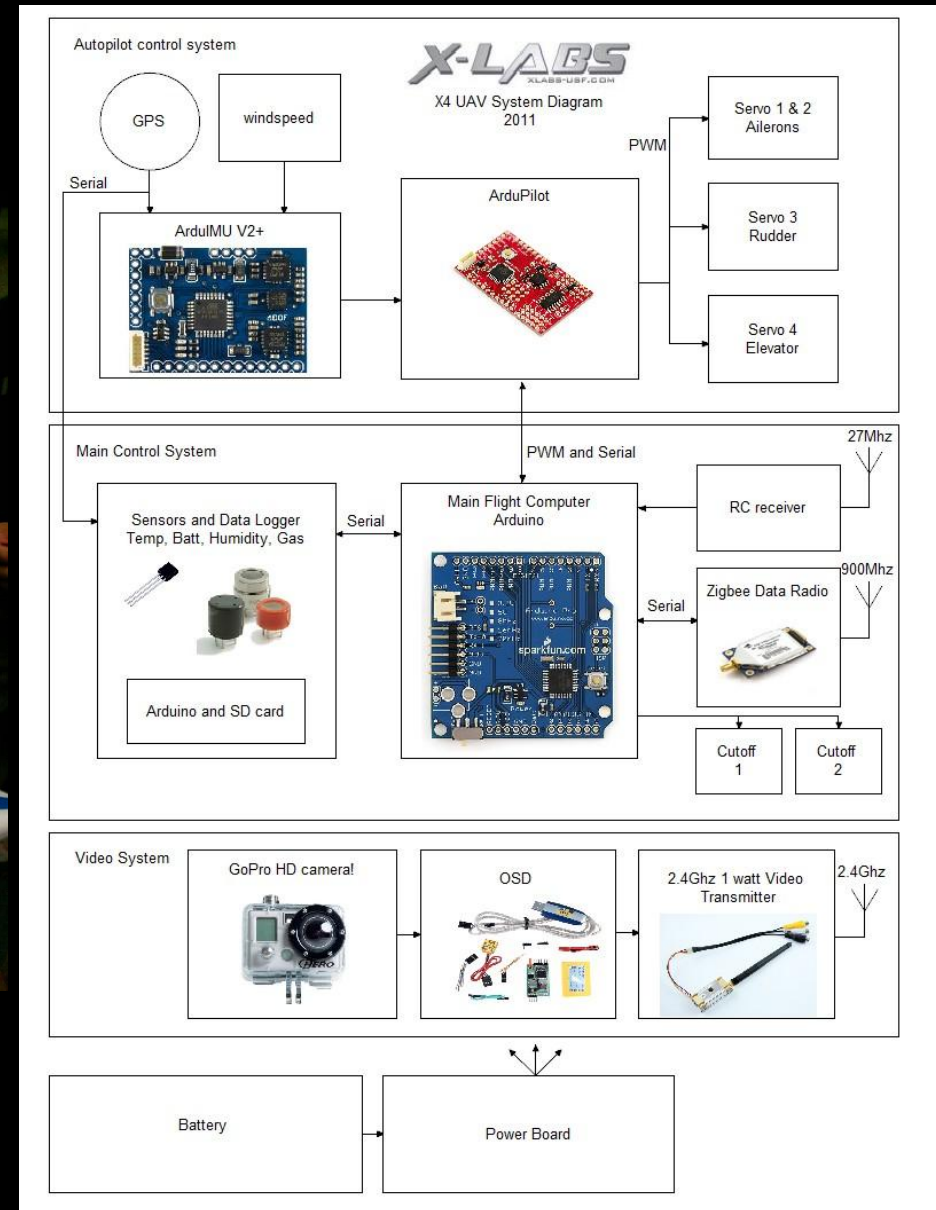 Autopilot control system
X-LABS
XLABS-USF.COM
X4 UAV System Diagram
2011
GPS
windspeed
Serial
ArduIMU V2+
ArduPilot
PWM
Servo 1 & 2
Ailerons
Servo 3
Rudder
Servo 4
Elevator
Main Control System
PWM and Serial
27Mhz
Sensors and Data Logger
Temp, Batt, Humidity, Gas
Serial
Main Flight Computer
Arduino
RC receiver
900Mhz
Zigbee Data Radio
Serial
sparkfun.com
Arduino and SD card
Cutoff
1
Cutoff
2
Video System
GoPro HD camera!
HERO
OSD
2.4Ghz 1 watt Video
Transmitter
2.4Ghz
Battery
Power Board